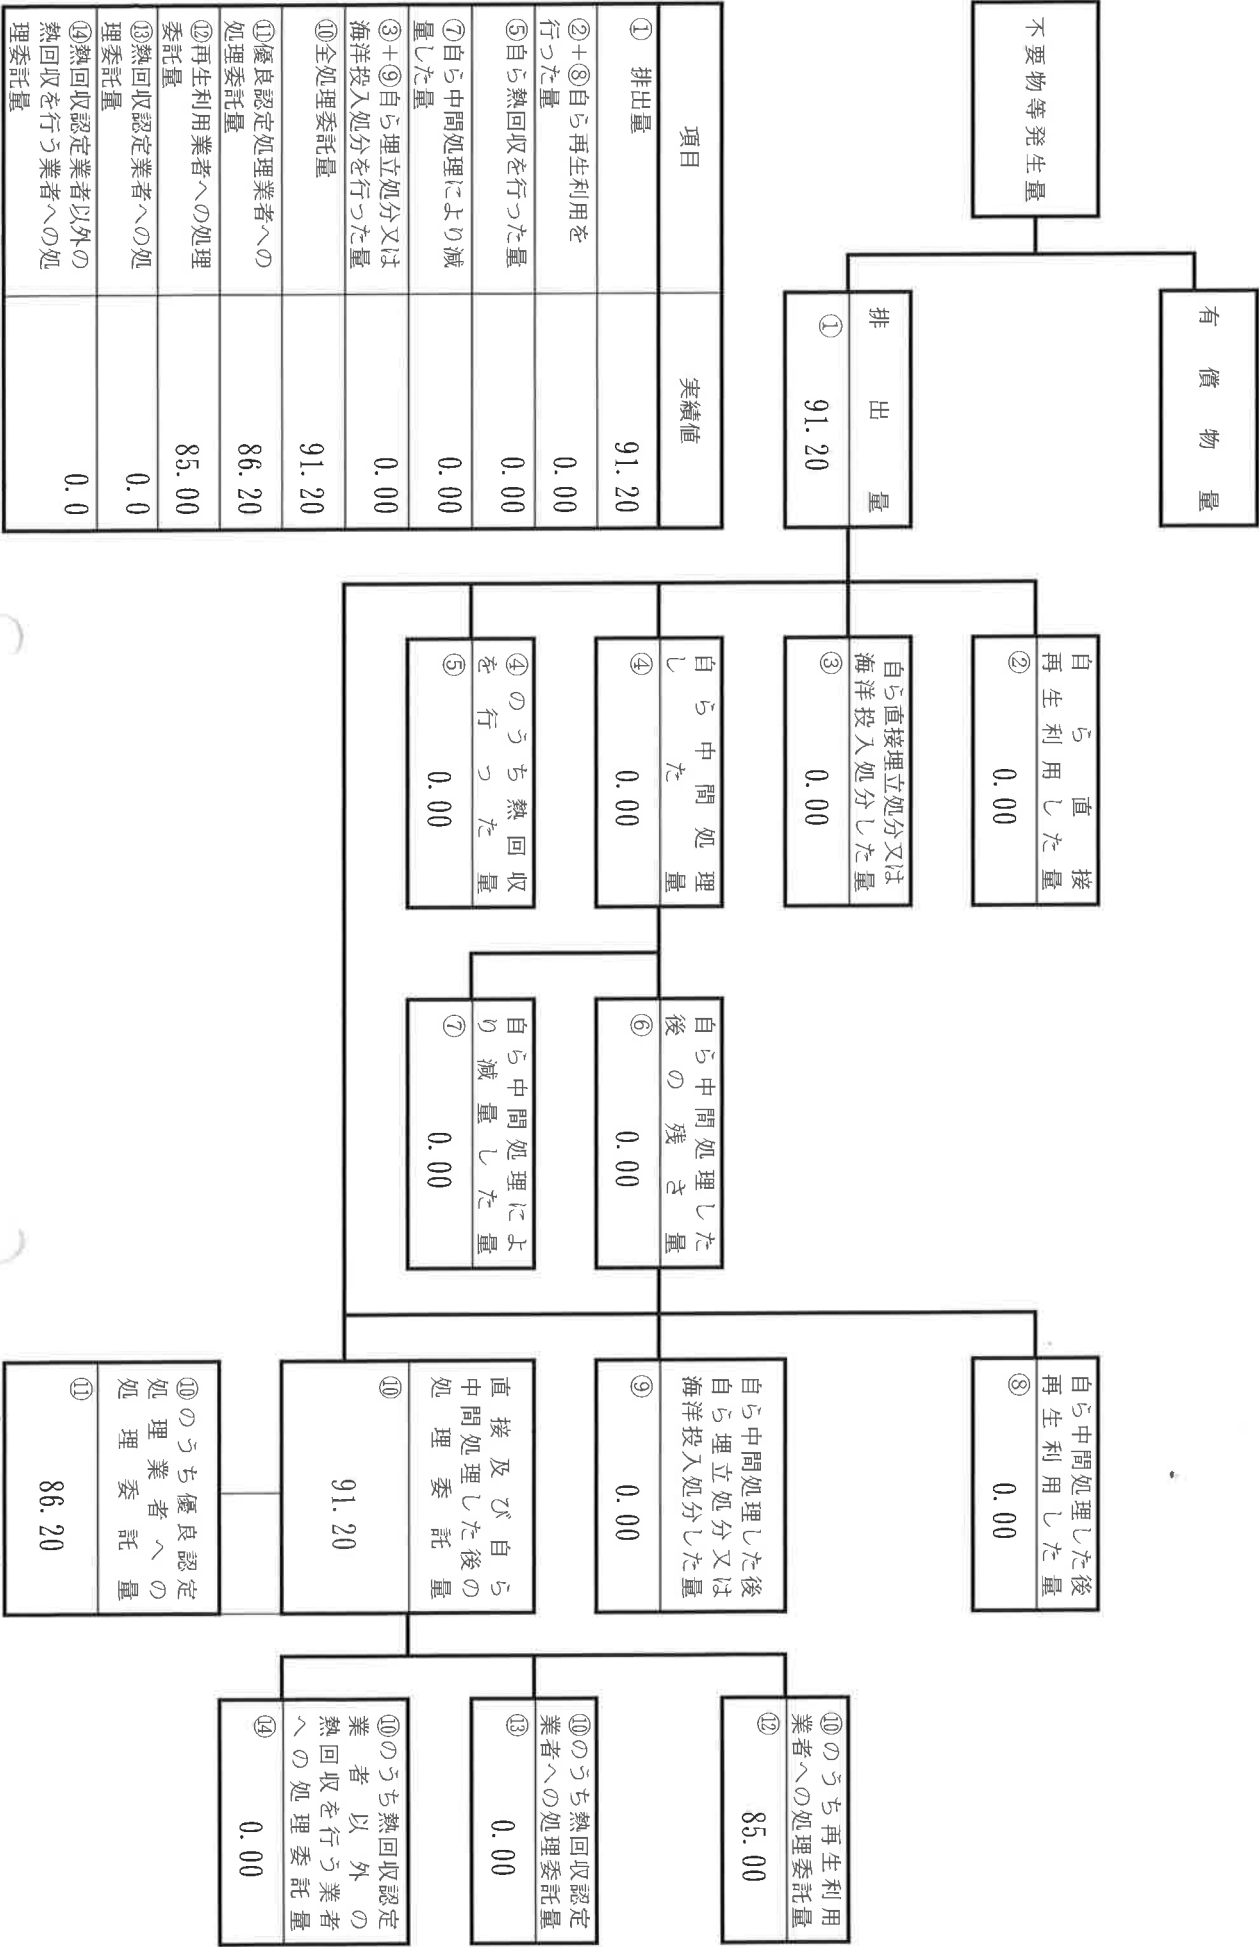 不要物等発生量
有償物量
排出量
① 91.20
自ら直接
再生利用した量
② 0.00
自ら直接埋立処分又は
海洋投入処分した量
③ 0.00
自ら中間処理
した量
④ 0.00
④のうち熱回収
を行った量
⑤ 0.00
自ら中間処理した
後の残さ量
⑥ 0.00
自ら中間処理によ
り減量した量
⑦ 0.00
自ら中間処理した後
再生利用した量
⑧ 0.00
自ら中間処理した後
自ら埋立処分又は
海洋投入処分した量
⑨ 0.00
直接及び自ら
中間処理した後の
処理委託量
⑩ 91.20
⑩のうち優良認定
処理業者への
処理委託量
⑪ 86.20
⑩のうち再生利用
業者への処理委託量
⑫ 85.00
⑩のうち熱回収認定
業者への処理委託量
⑬ 0.00
⑩のうち熱回収認定
業者以外の
熱回収を行う業者
への処理委託量
⑭ 0.00
項目 実績値
① 排出量 91.20
②+⑧自ら再生利用を
行った量 0.00
⑤自ら熱回収を行った量 0.00
⑦自ら中間処理により減
量した量 0.00
③+⑨自ら埋立処分又は
海洋投入処分を行った量 0.00
⑩全処理委託量 91.20
⑪優良認定処理業者への
処理委託量 86.20
⑫再生利用業者への処理
委託量 85.00
⑬熱回収認定業者への処
理委託量 0.0
⑭熱回収認定業者以外の
熱回収を行う業者への処
理委託量 0.0